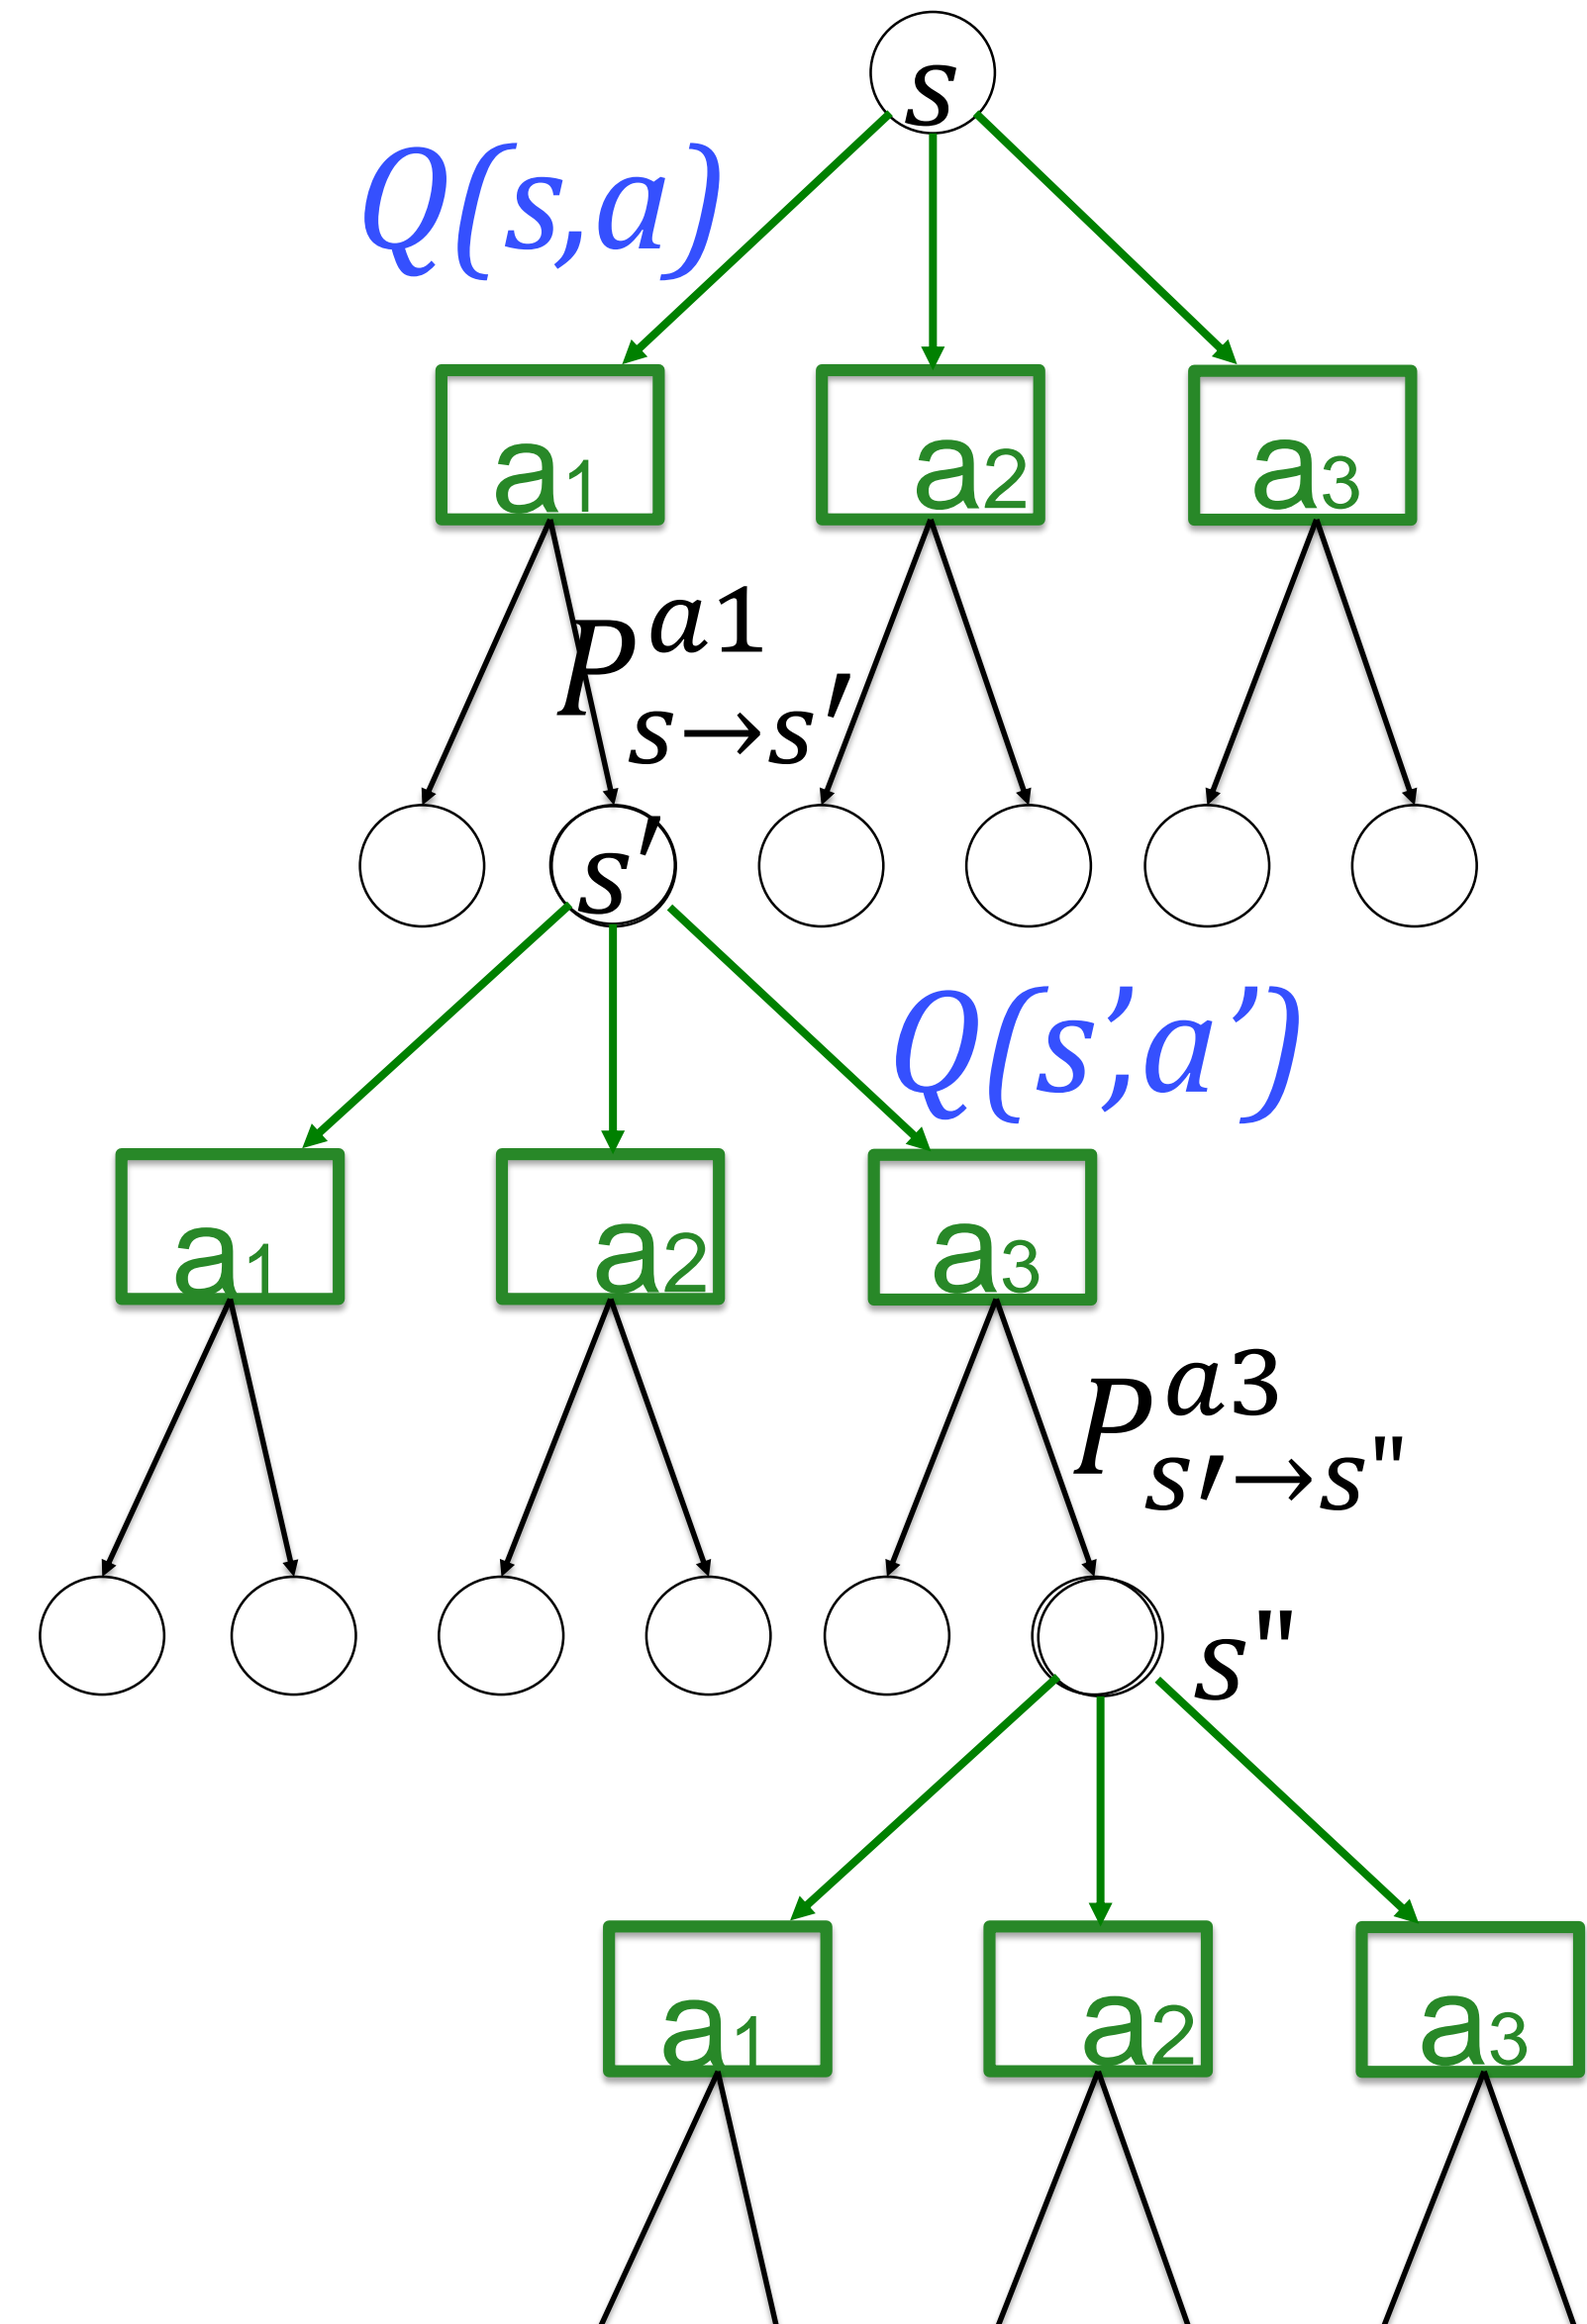 s
Q(s,a)
a1 a2 a3
P^{a1}_{s→s'}
s'
Q(s’,a’)
a1 a2 a3
P^{a3}_{s'→s"}
s"
a1 a2 a3